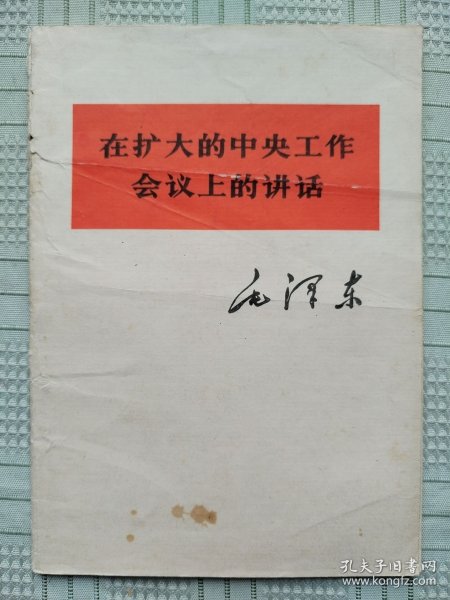 在扩大的中央工作
会议上的讲话
毛泽东
孔夫子旧书网
www.kongfz.com